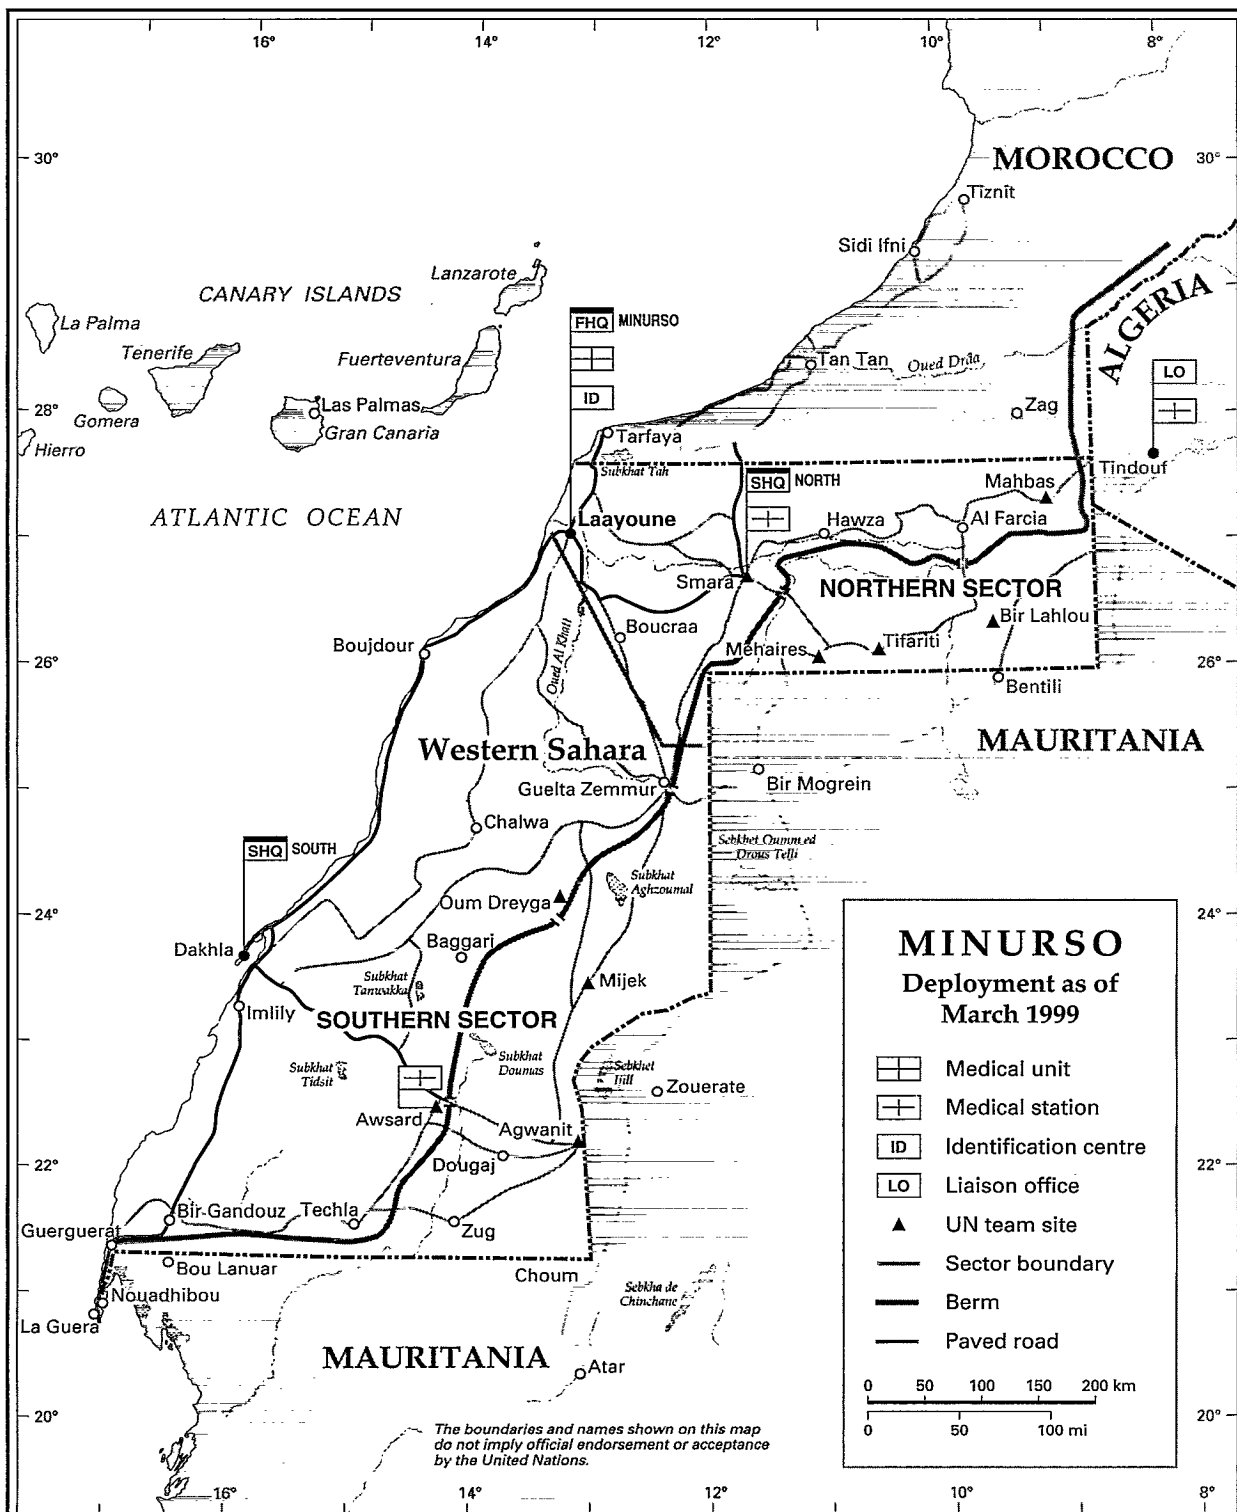 16°
14°
12°
10°
8°
30°
MOROCCO
30°
Tiznit
Sidi Ifni
Lanzarote
CANARY ISLANDS
ALGERIA
La Palma
FHQ MINURSO
Tenerife
Fuerteventura
Tan Tan
Oued Drâa
LO
ID
28°
Las Palmas
Zag
Gomera
Gran Canaria
Hierro
Tarfaya
Subkhat Tah
Tindouf
SHQ NORTH
Mahbas
ATLANTIC OCEAN
Laayoune
Hawza
Al Farcia
Smara
NORTHERN SECTOR
Bir Lahlou
Boucraa
Oued Al Khatt
Boujdour
Mehaires
Tifariti
26°
26°
Bentili
Western Sahara
MAURITANIA
Guelta Zemmur
Bir Mogrein
Chalwa
SHQ SOUTH
Sebkhet Oumm ed
Drous Telli
Subkhat
Aghzoumal
Oum Dreyga
24°
24°
Dakhla
Baggari
Subkhat
Tanwakka
Mijek
Imlily
SOUTHERN SECTOR
Subkhat
Tidsit
Subkhat
Doumas
Sebkhet
Ijill
Zouerate
Awsard
Agwanit
Dougaj
22°
22°
Bir-Gandouz
Techla
Zug
Guerguerat
Bou Lanuar
Choum
Nouadhibou
La Guera
Sebkha de
Chinchane
MAURITANIA
Atar
20°
20°
The boundaries and names shown on this map
do not imply official endorsement or acceptance
by the United Nations.
MINURSO
Deployment as of
March 1999
Medical unit
Medical station
ID Identification centre
LO Liaison office
UN team site
Sector boundary
Berm
Paved road
0 50 100 150 200 km
0 50 100 mi
16°
14°
12°
10°
8°